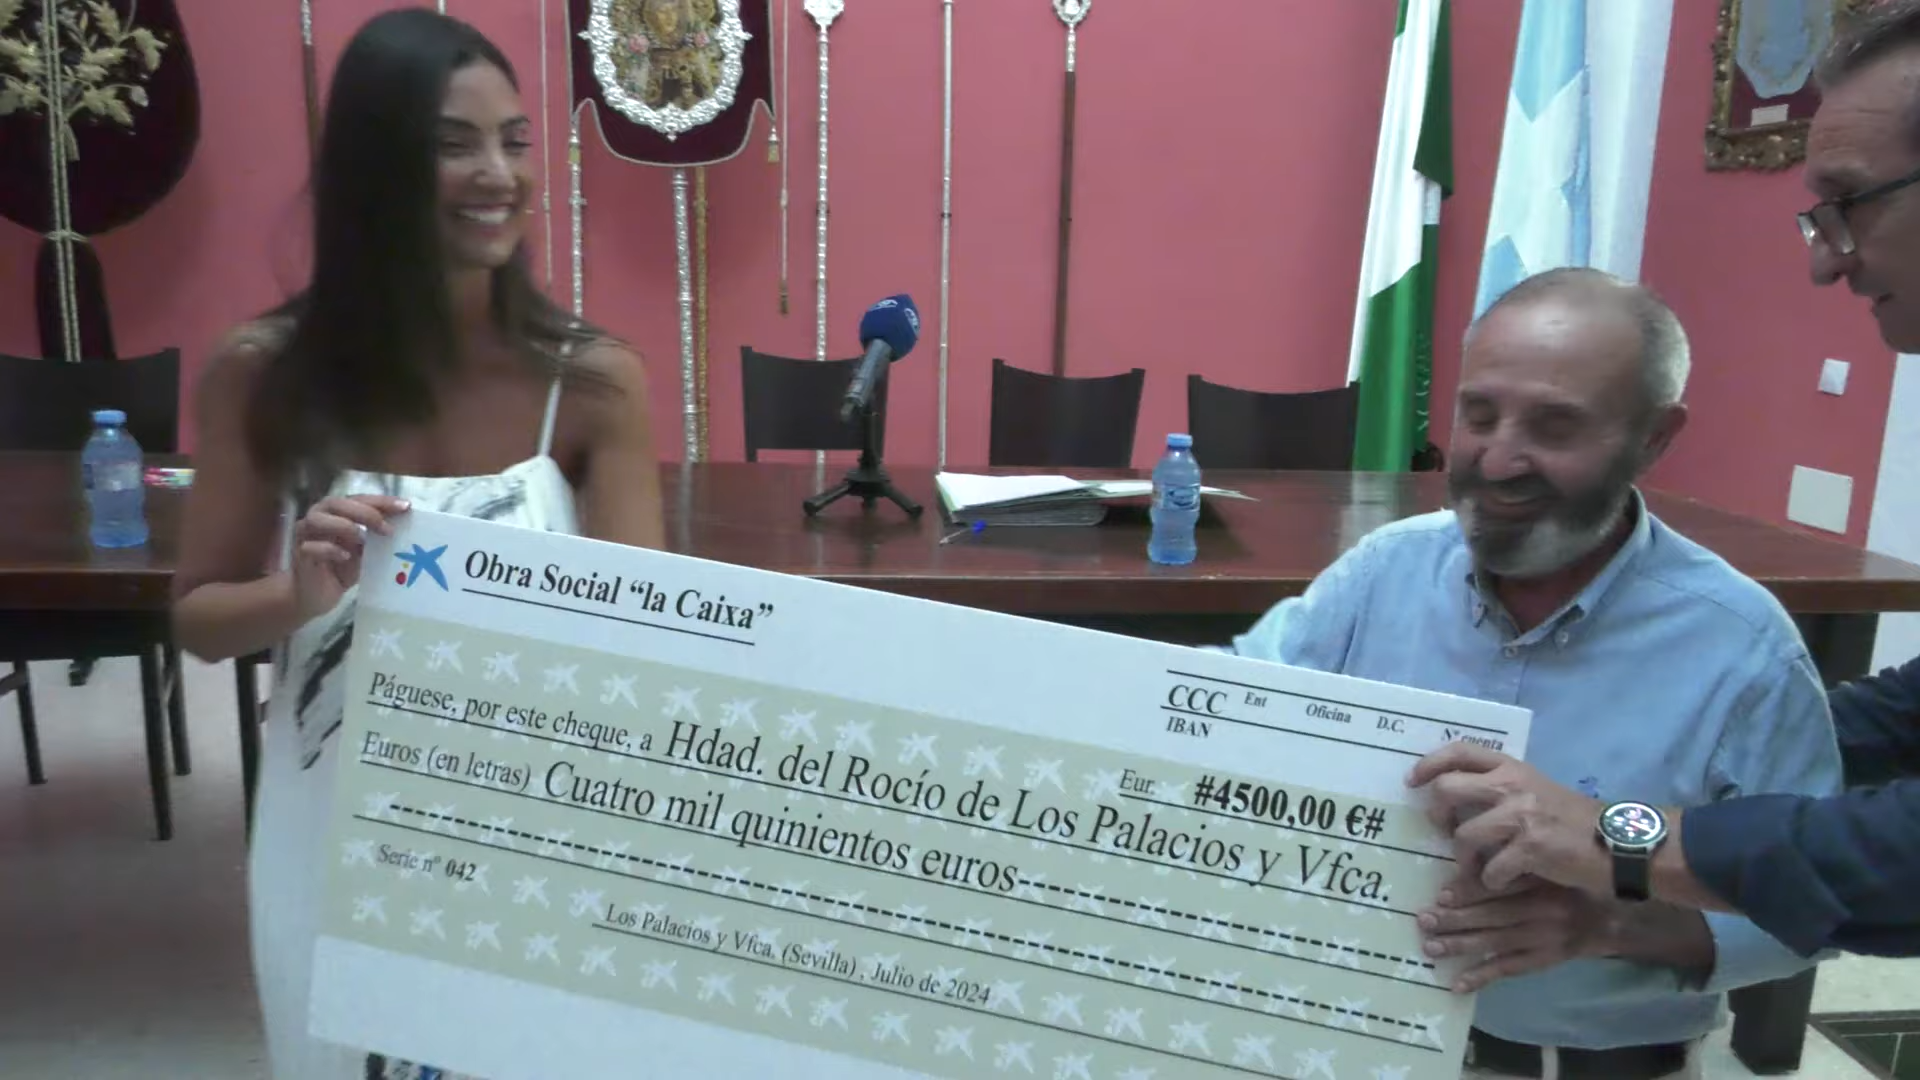 Obra Social “la Caixa”
CCC Ent Oficina D.C. Nº cuenta
IBAN
Eur. #4500,00 €#
Páguese, por este cheque, a Hdad. del Rocío de Los Palacios y Vfca.
Euros (en letras) Cuatro mil quinientos euros
Serie nº 042
Los Palacios y Vfca. (Sevilla), Julio de 2024